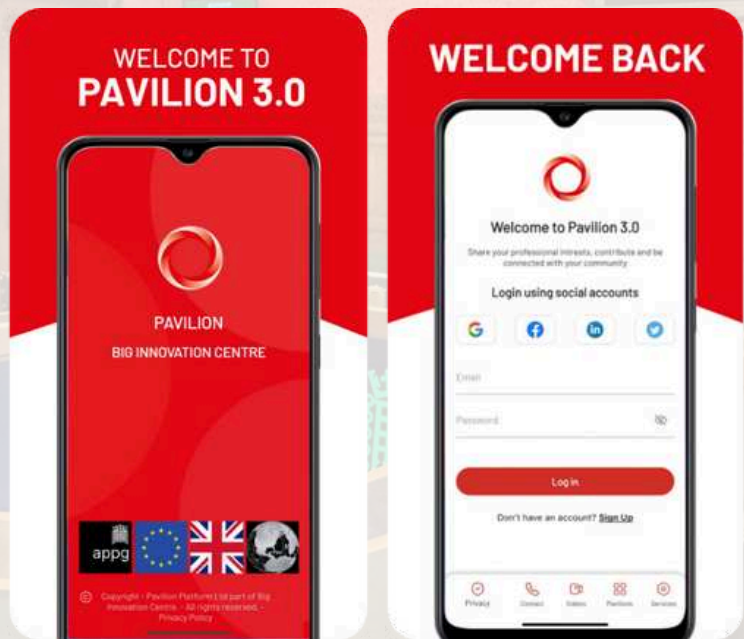 WELCOME TO
PAVILION 3.0
PAVILION
BIG INNOVATION CENTRE
appg
Copyright - Pavilion Platform Ltd part of Big
Innovation Centre. - All rights reserved. -
Privacy Policy
WELCOME BACK
Welcome to Pavilion 3.0
Share your professional intrests, contribute and be
connected with your community
Login using social accounts
G
f
in
Email
Password
Log in
Don't have an account? Sign Up
Privacy
Contact
Videos
Pavilions
Services